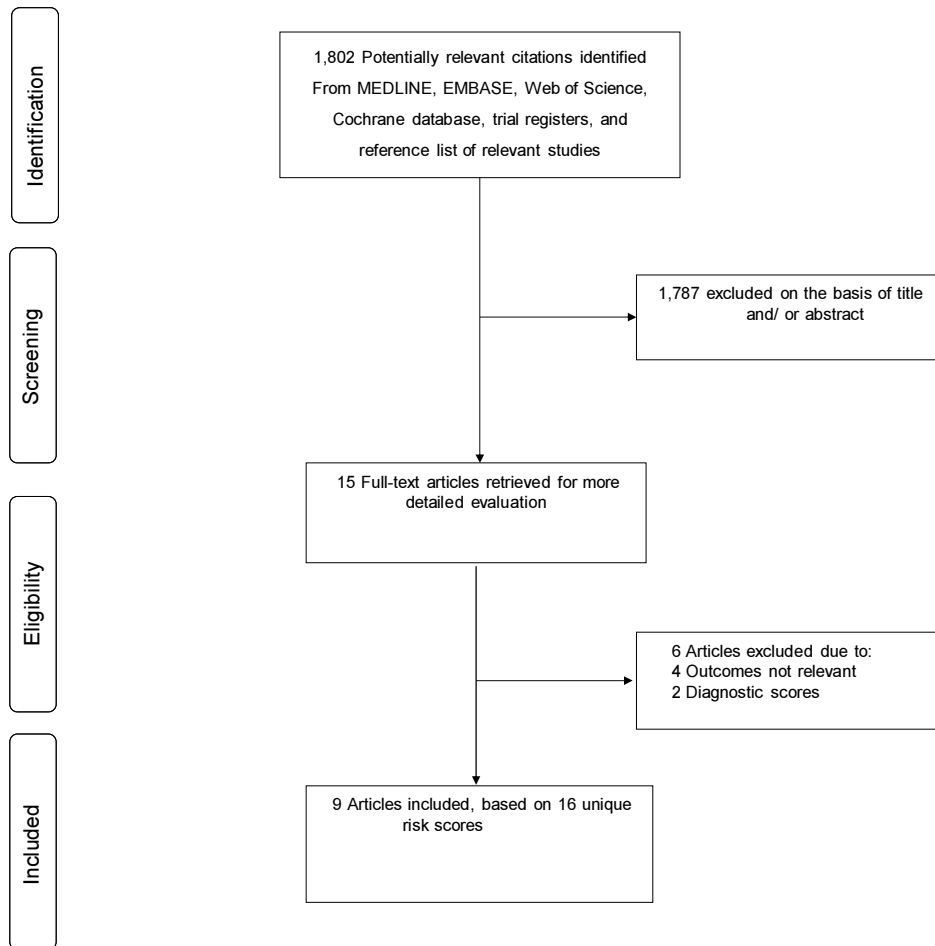 Identification
1,802 Potentially relevant citations identified
From MEDLINE, EMBASE, Web of Science,
Cochrane database, trial registers, and
reference list of relevant studies
Screening
1,787 excluded on the basis of title
and/ or abstract
15 Full-text articles retrieved for more
detailed evaluation
Eligibility
6 Articles excluded due to:
4 Outcomes not relevant
2 Diagnostic scores
Included
9 Articles included, based on 16 unique
risk scores